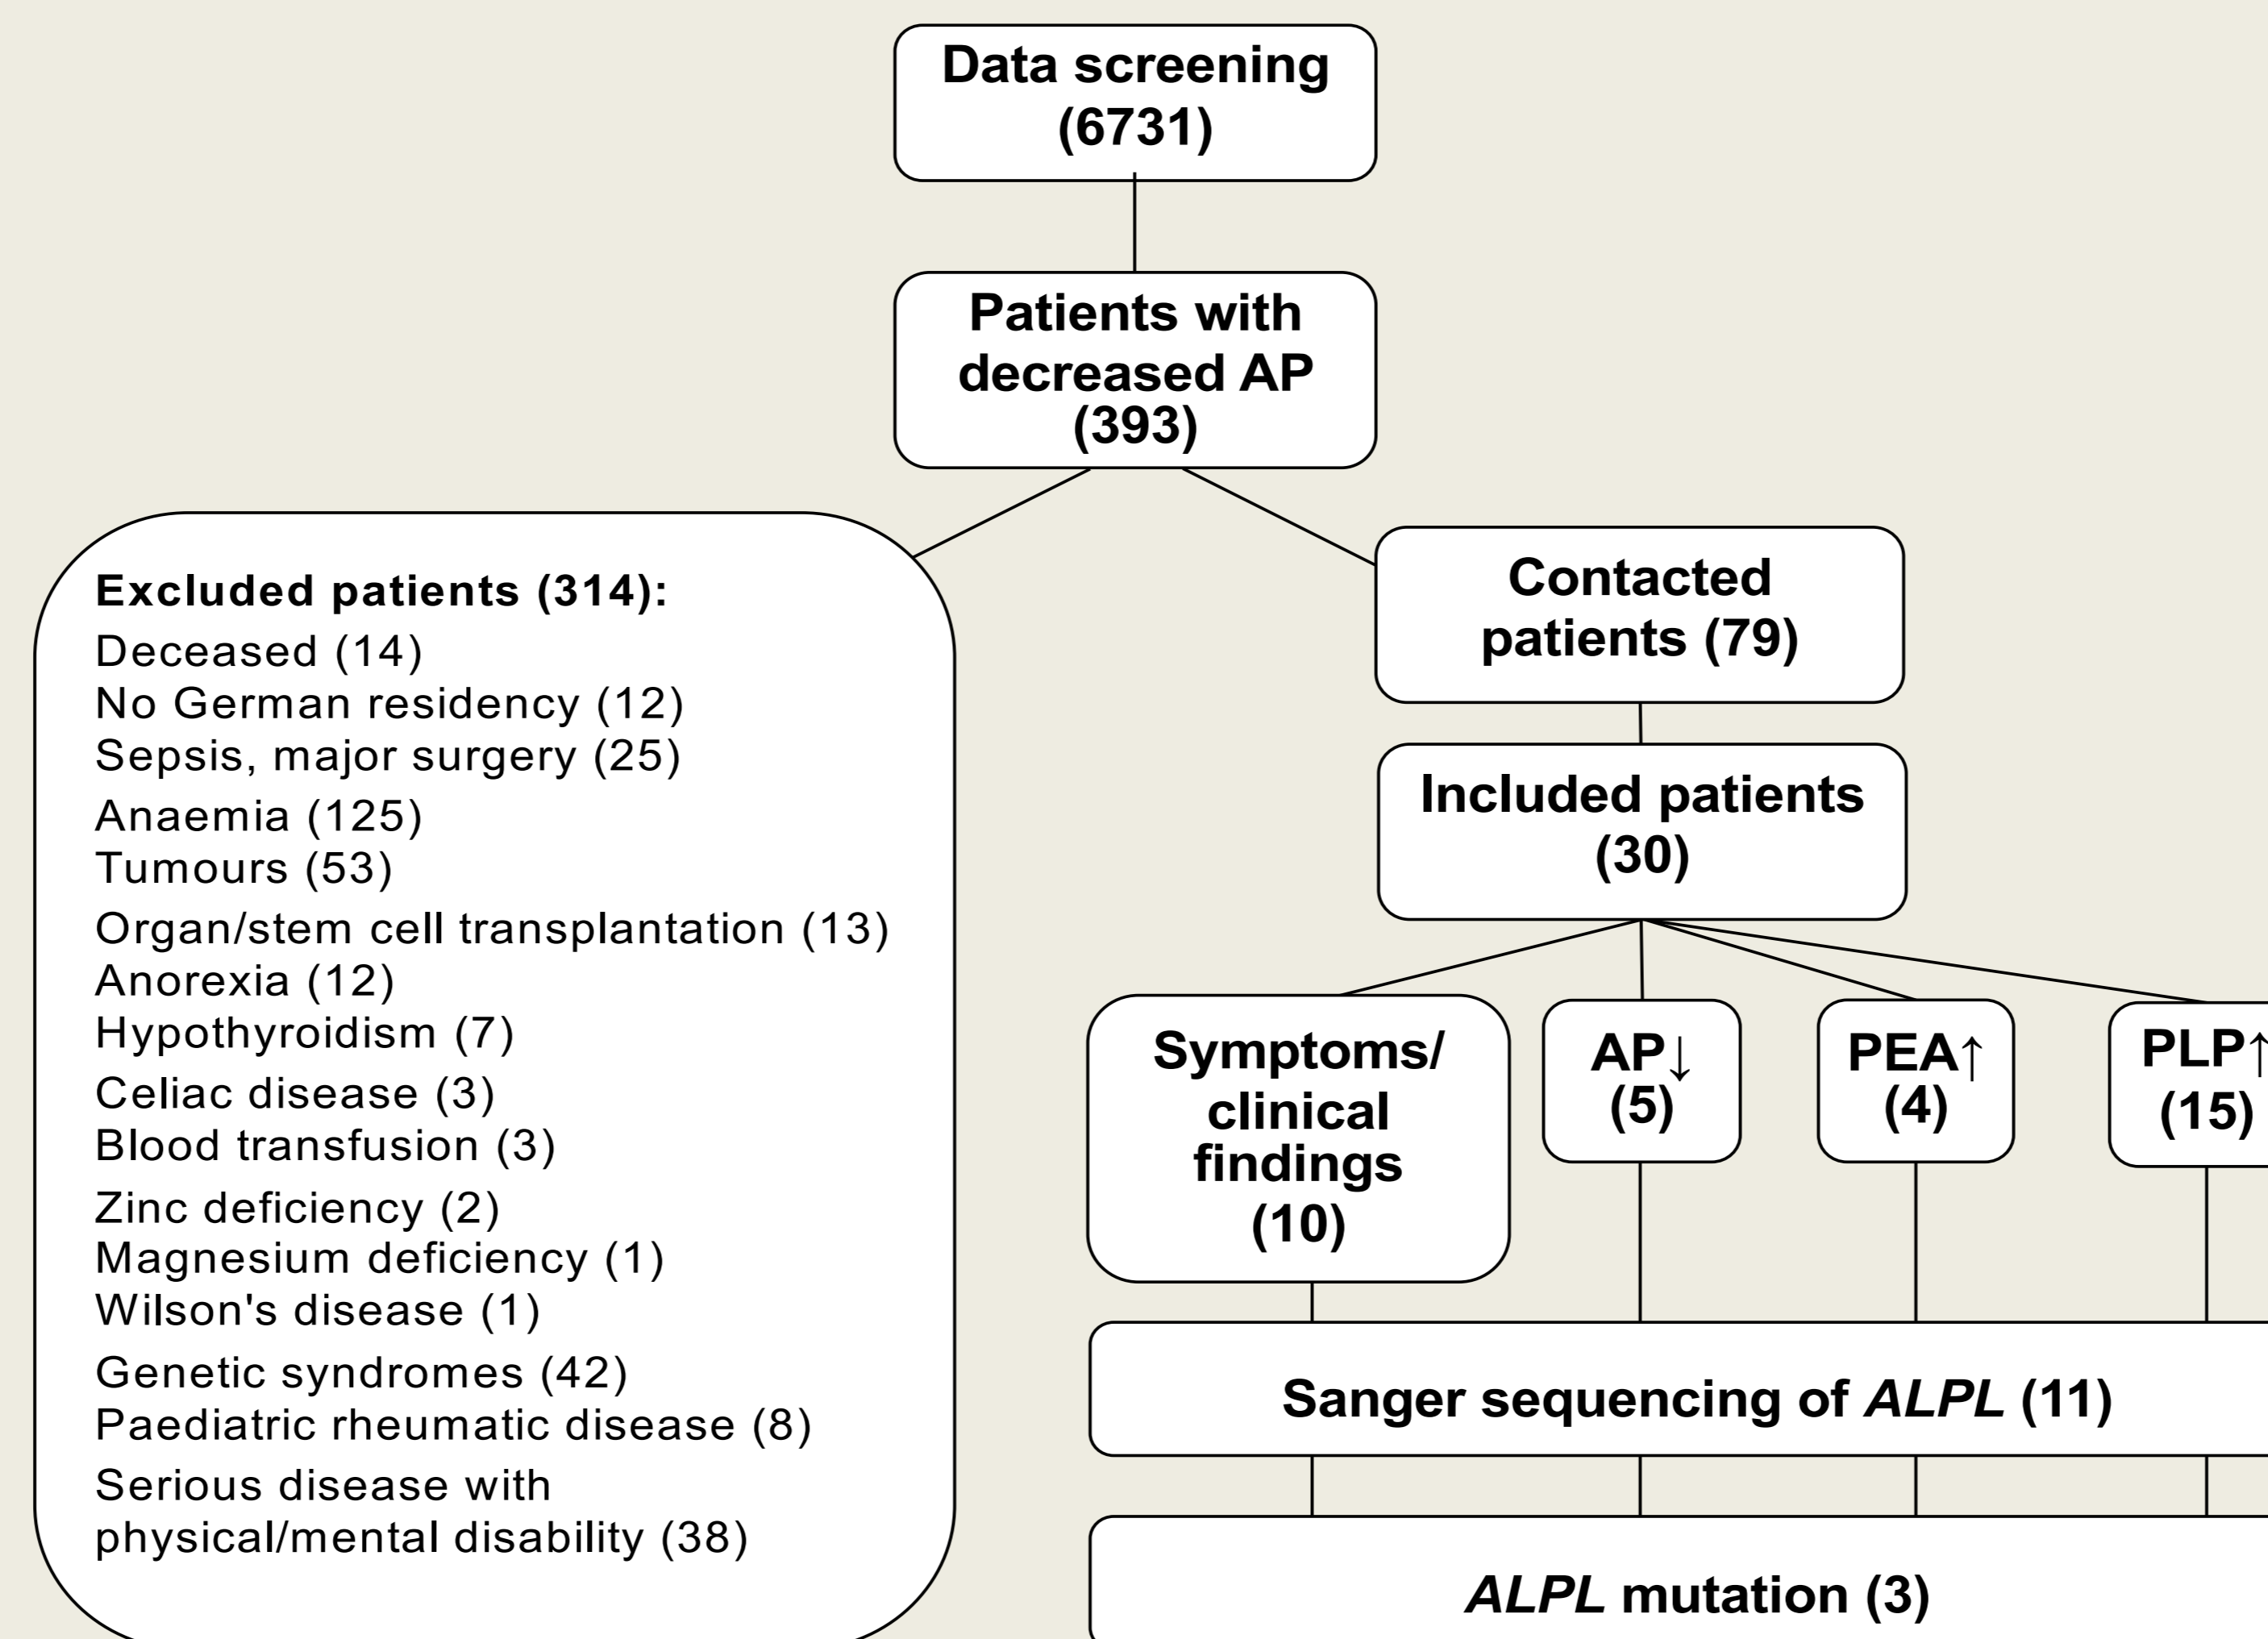 Data screening
(6731)
Patients with
decreased AP
(393)
Excluded patients (314):
Deceased (14)
No German residency (12)
Sepsis, major surgery (25)
Anaemia (125)
Tumours (53)
Organ/stem cell transplantation (13)
Anorexia (12)
Hypothyroidism (7)
Celiac disease (3)
Blood transfusion (3)
Zinc deficiency (2)
Magnesium deficiency (1)
Wilson's disease (1)
Genetic syndromes (42)
Paediatric rheumatic disease (8)
Serious disease with
physical/mental disability (38)
Contacted
patients (79)
Included patients
(30)
Symptoms/
clinical
findings
(10)
AP↓
(5)
PEA↑
(4)
PLP↑
(15)
Sanger sequencing of ALPL (11)
ALPL mutation (3)